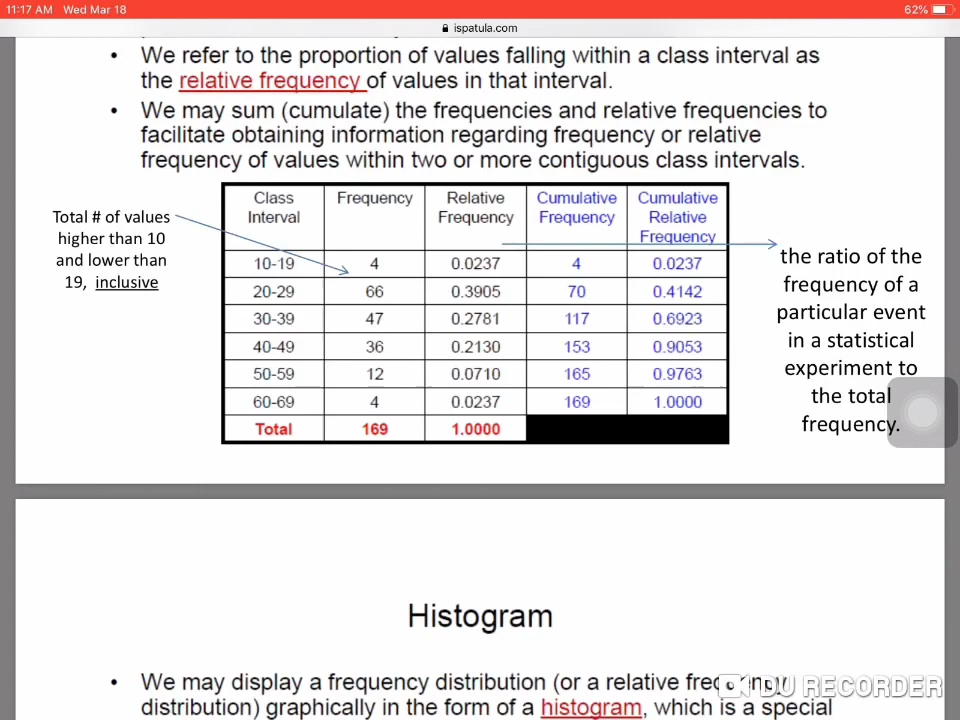 11:17 AM Wed Mar 18
62%
ispatula.com
• We refer to the proportion of values falling within a class interval as
the relative frequency of values in that interval.
• We may sum (cumulate) the frequencies and relative frequencies to
facilitate obtaining information regarding frequency or relative
frequency of values within two or more contiguous class intervals.
Total # of values
higher than 10
and lower than
19, inclusive
Class Interval Frequency Relative Frequency Cumulative Frequency Cumulative Relative Frequency
10-19 4 0.0237 4 0.0237
20-29 66 0.3905 70 0.4142
30-39 47 0.2781 117 0.6923
40-49 36 0.2130 153 0.9053
50-59 12 0.0710 165 0.9763
60-69 4 0.0237 169 1.0000
Total 169 1.0000
the ratio of the
frequency of a
particular event
in a statistical
experiment to
the total
frequency.
Histogram
• We may display a frequency distribution (or a relative frequency
distribution) graphically in the form of a histogram, which is a special
DU RECORDER